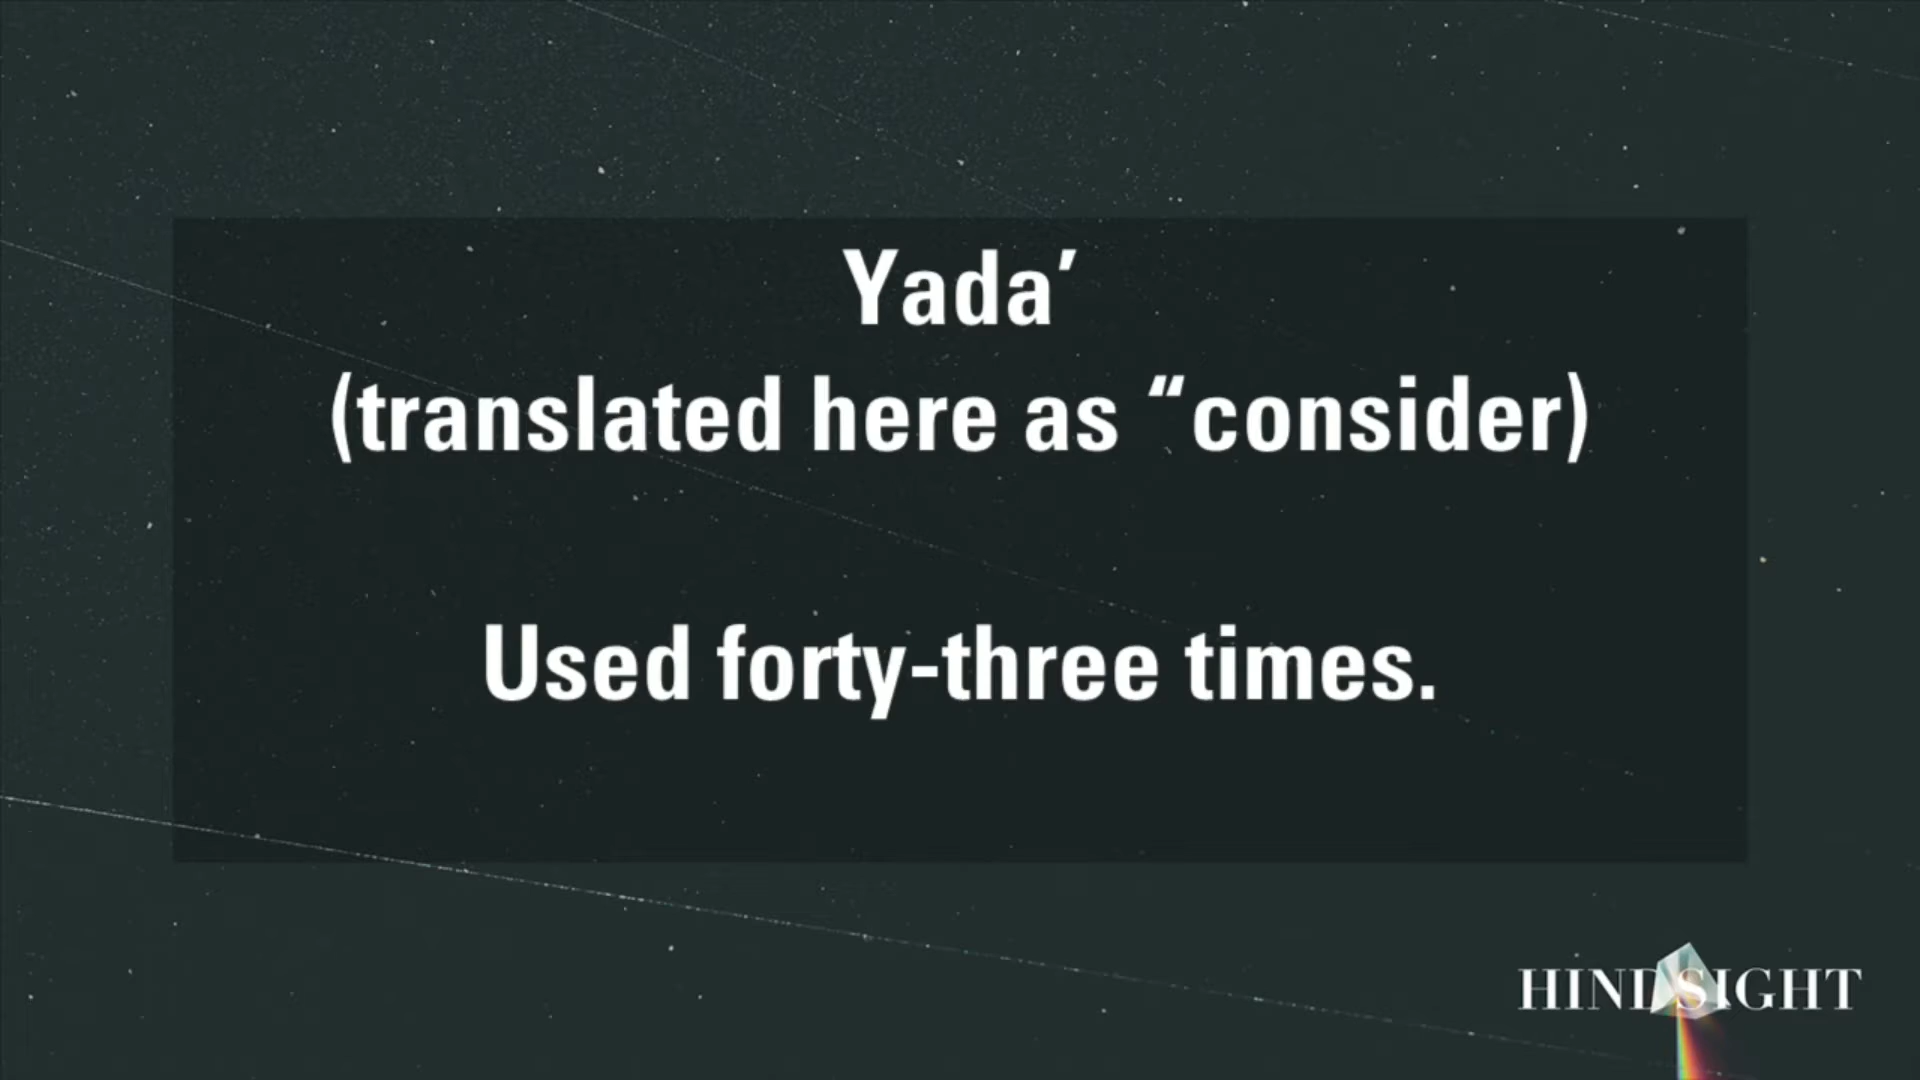 Yada’
(translated here as “consider)
Used forty-three times.
HINDSIGHT